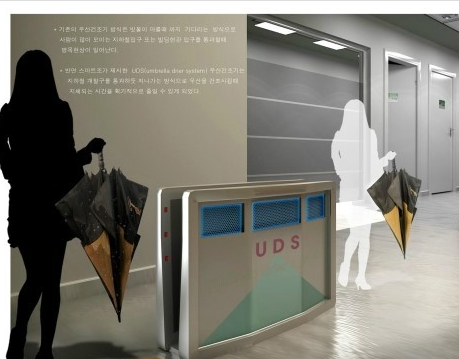 • 기존의 우산건조기 방식은 빗물이 마를때 까지 기다리는 방식으로
사람이 많이 모이는 지하철입구 또는 빌딩현관 입구를 통과할때
병목현상이 일어난다.
• 반면 스마트조가 제시한 UDS(umbrella drier system) 우산건조기는
지하철 개찰구를 통과하듯 지나가는 방식으로 우산을 건조시킬때
지체되는 시간을 획기적으로 줄일 수 있게 되었다.
UDS